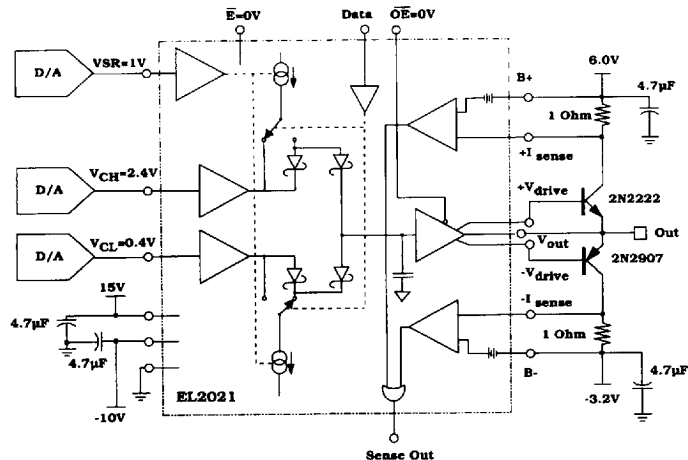 E=0V
Data
OE=0V
D/A
VSR=1V
B+
6.0V
4.7µF
1 Ohm
+I sense
D/A
VCH=2.4V
+Vdrive
2N2222
Out
D/A
VCL=0.4V
Vout
2N2907
-Vdrive
15V
-I sense
4.7µF
1 Ohm
4.7µF
4.7µF
B-
-10V
EL2021
-3.2V
Sense Out